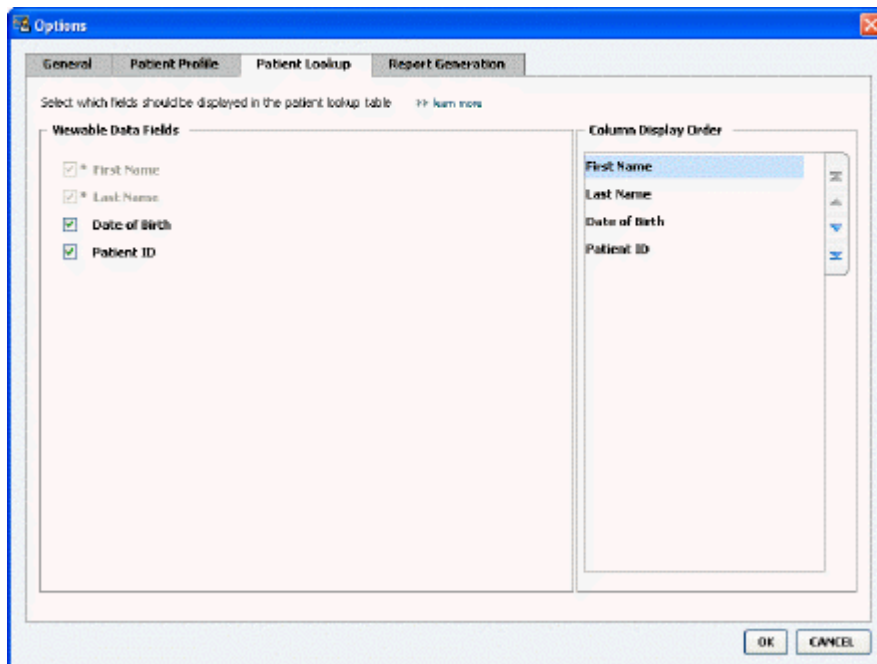 Options
General Patient Profile Patient Lookup Report Generation
Select which fields should be displayed in the patient lookup table >> learn more
Viewable Data Fields
* First Name
* Last Name
Date of Birth
Patient ID
Column Display Order
First Name
Last Name
Date of Birth
Patient ID
OK CANCEL